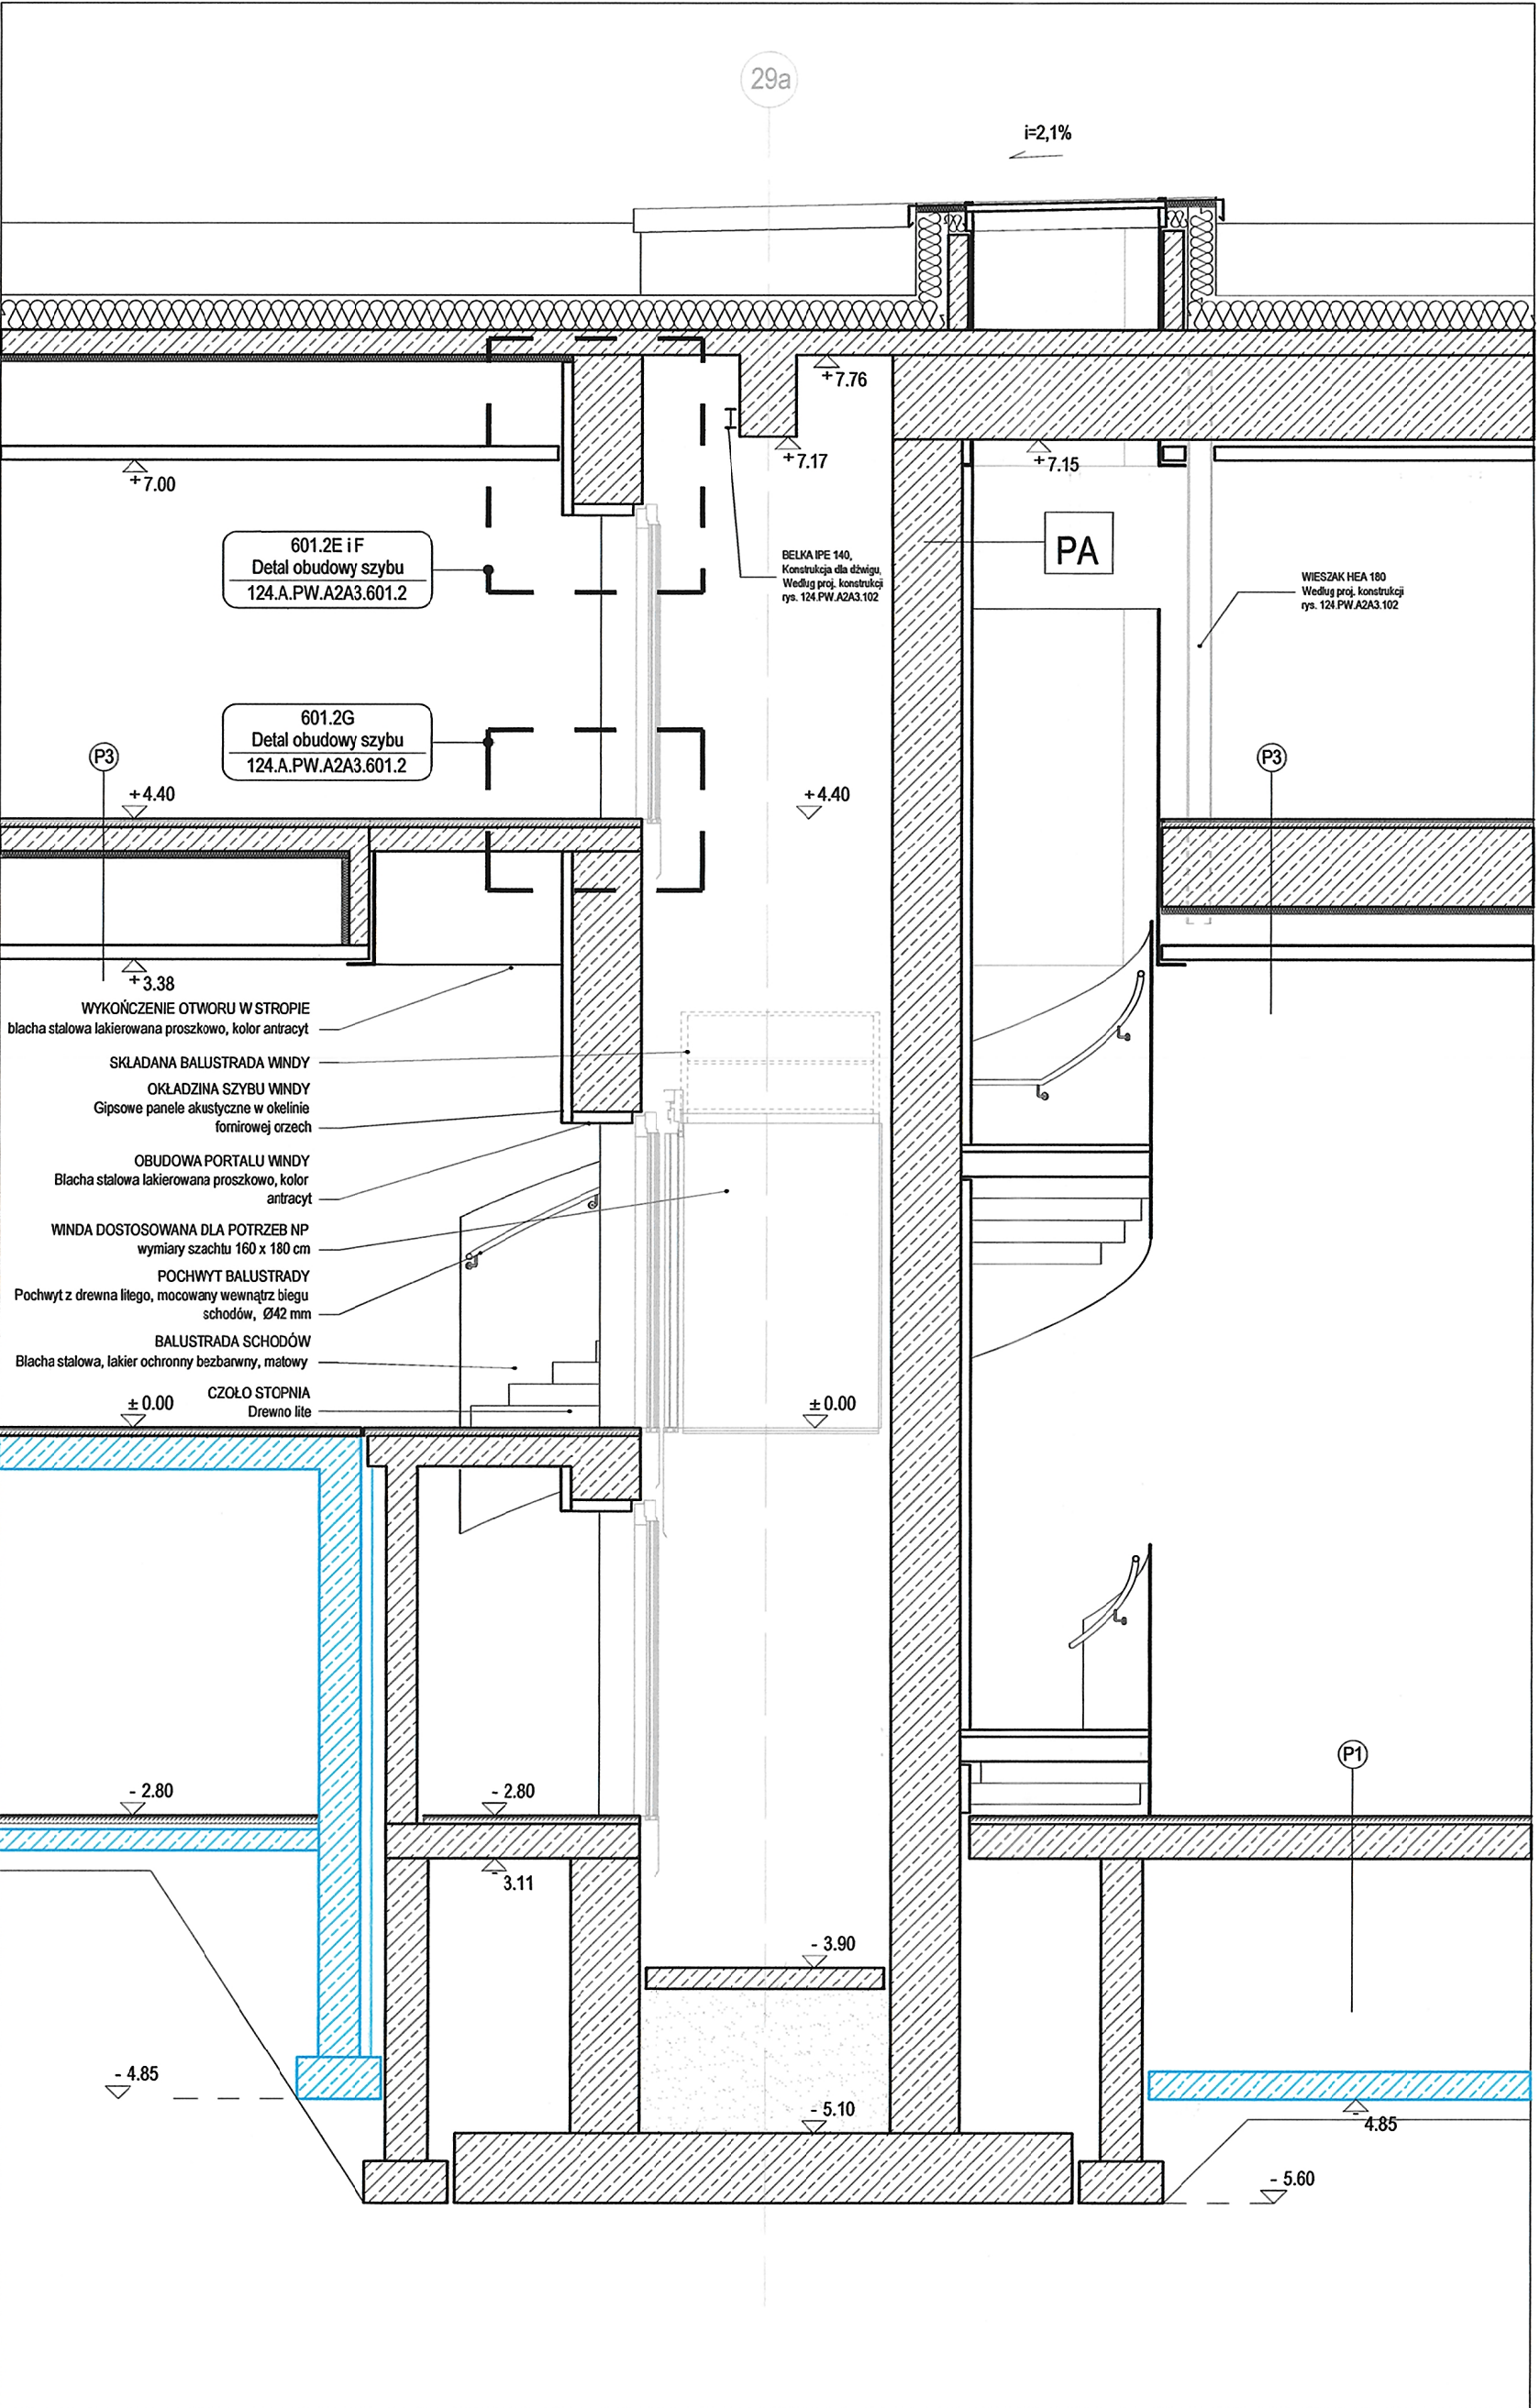 29a
i=2,1%
+7.76
+7.17
+7.15
+7.00
601.2E i F
Detal obudowy szybu
124.A.PW.A2A3.601.2
BELKA IPE 140,
Konstrukcja dla dźwigu,
Według proj. konstrukcji
rys. 124.PW.A2A3.102
PA
WIESZAK HEA 180
Według proj. konstrukcji
rys. 124.PW.A2A3.102
601.2G
Detal obudowy szybu
124.A.PW.A2A3.601.2
P3
P3
+4.40
+4.40
+3.38
WYKOŃCZENIE OTWORU W STROPIE
blacha stalowa lakierowana proszkowo, kolor antracyt
SKŁADANA BALUSTRADA WINDY
OKŁADZINA SZYBU WINDY
Gipsowe panele akustyczne w okelinie
fornirowej orzech
OBUDOWA PORTALU WINDY
Blacha stalowa lakierowana proszkowo, kolor
antracyt
WINDA DOSTOSOWANA DLA POTRZEB NP
wymiary szachtu 160 x 180 cm
POCHWYT BALUSTRADY
Pochwyt z drewna litego, mocowany wewnątrz biegu
schodów, Ø42 mm
BALUSTRADA SCHODÓW
Blacha stalowa, lakier ochronny bezbarwny, matowy
CZOŁO STOPNIA
Drewno lite
± 0.00
± 0.00
P1
- 2.80
- 2.80
- 3.11
- 3.90
- 4.85
- 5.10
- 4.85
- 5.60